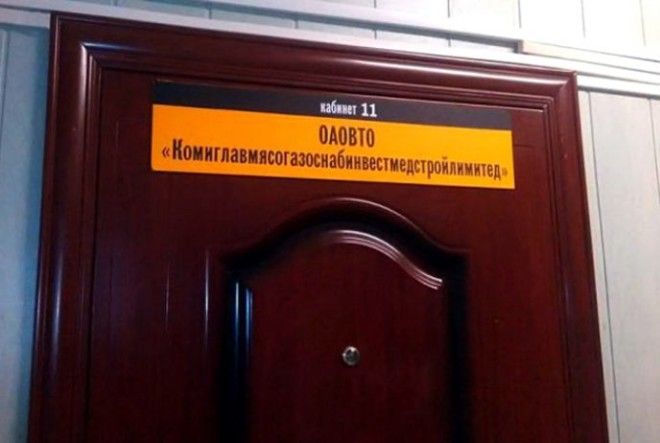 кабинет 11
ОАОВТО
«Комиглавмясогазоснабинвестмедстройлимитед»